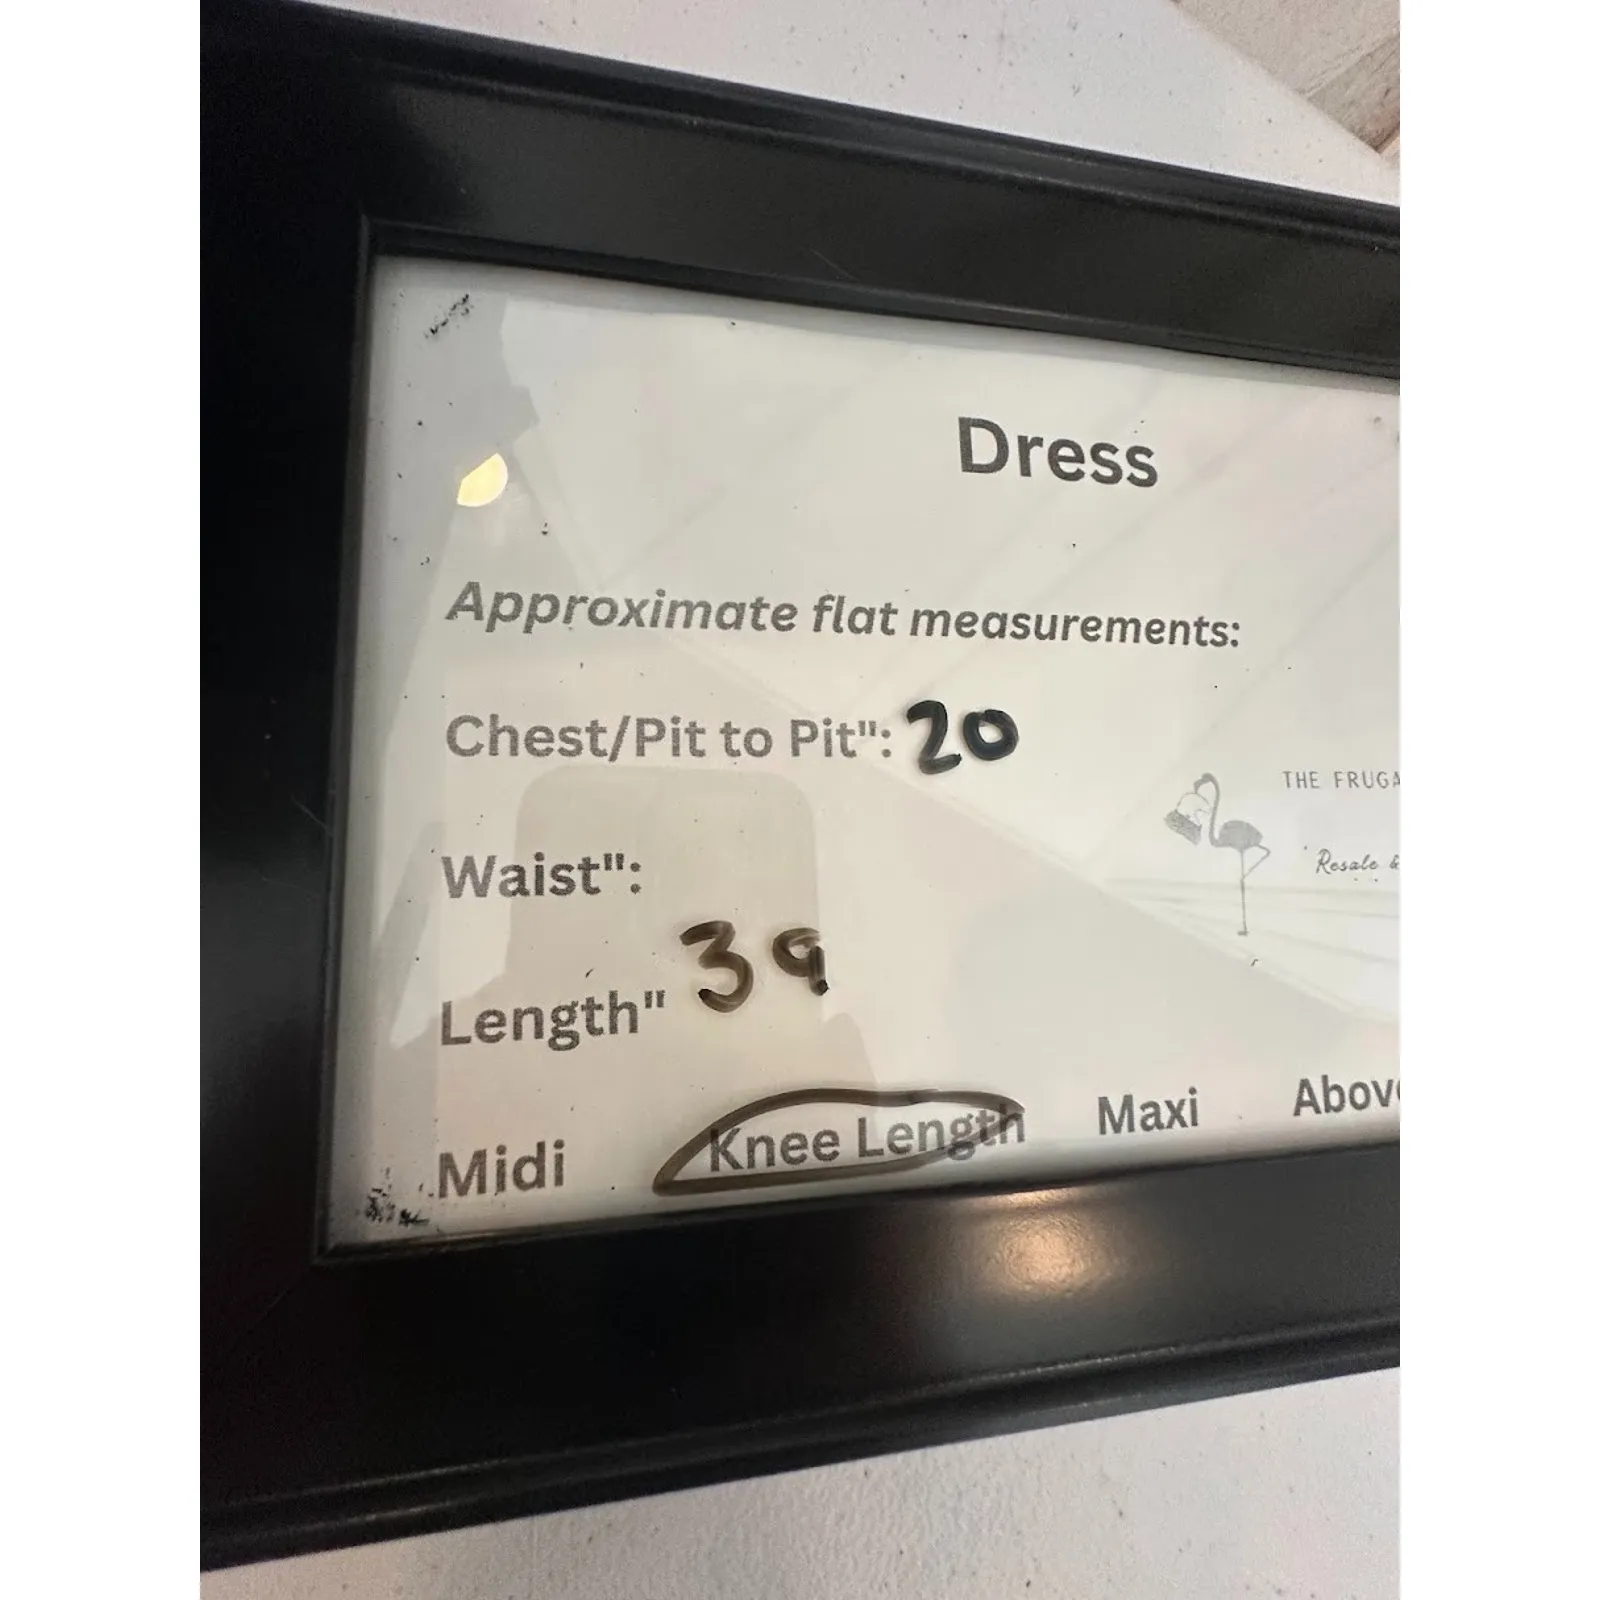 Dress
Approximate flat measurements:
Chest/Pit to Pit": 20
THE FRUGA
Waist":
Resale &
Length" 39
Midi Knee Length Maxi Above